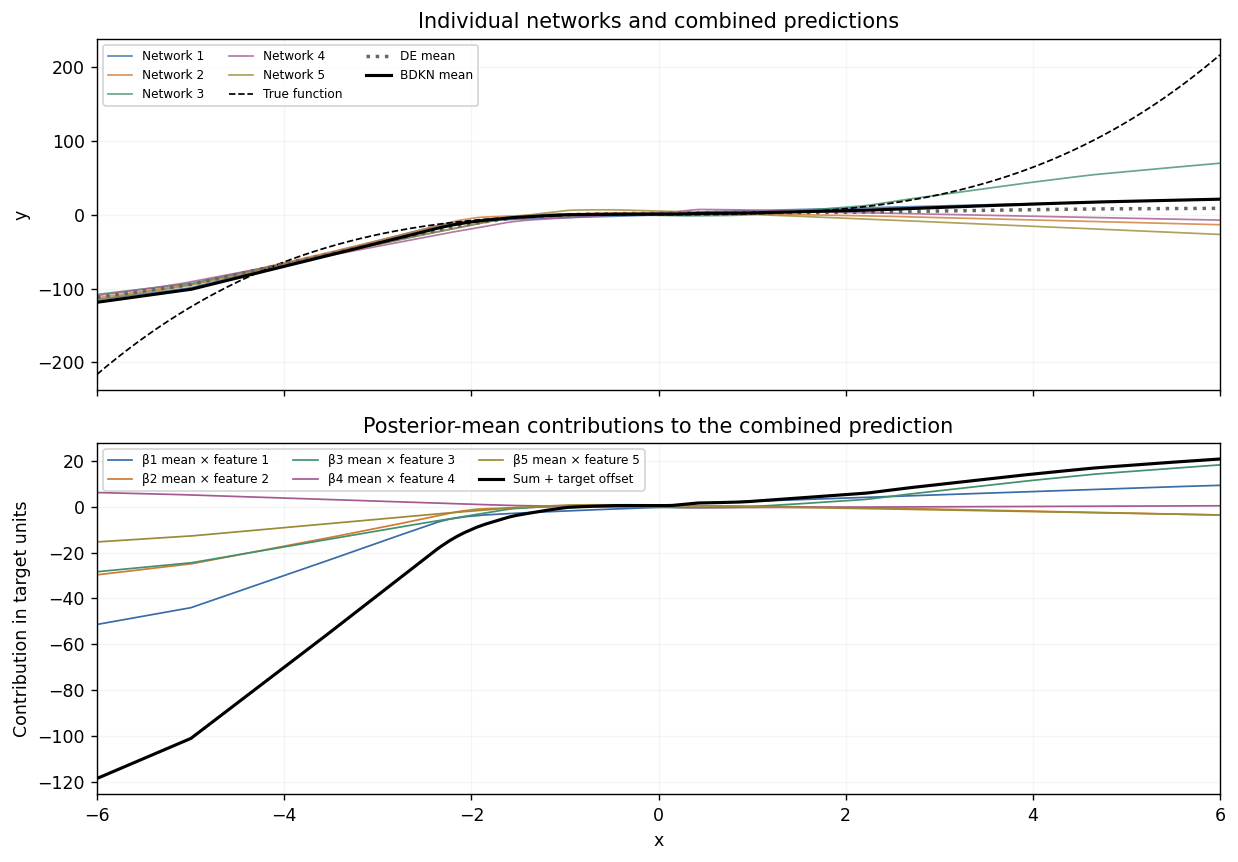 Individual networks and combined predictions
Network 1
Network 2
Network 3
Network 4
Network 5
True function
DE mean
BDKN mean
200
100
0
−100
−200
y
Posterior-mean contributions to the combined prediction
β1 mean × feature 1
β2 mean × feature 2
β3 mean × feature 3
β4 mean × feature 4
β5 mean × feature 5
Sum + target offset
20
0
−20
−40
−60
−80
−100
−120
Contribution in target units
−6
−4
−2
0
2
4
6
x